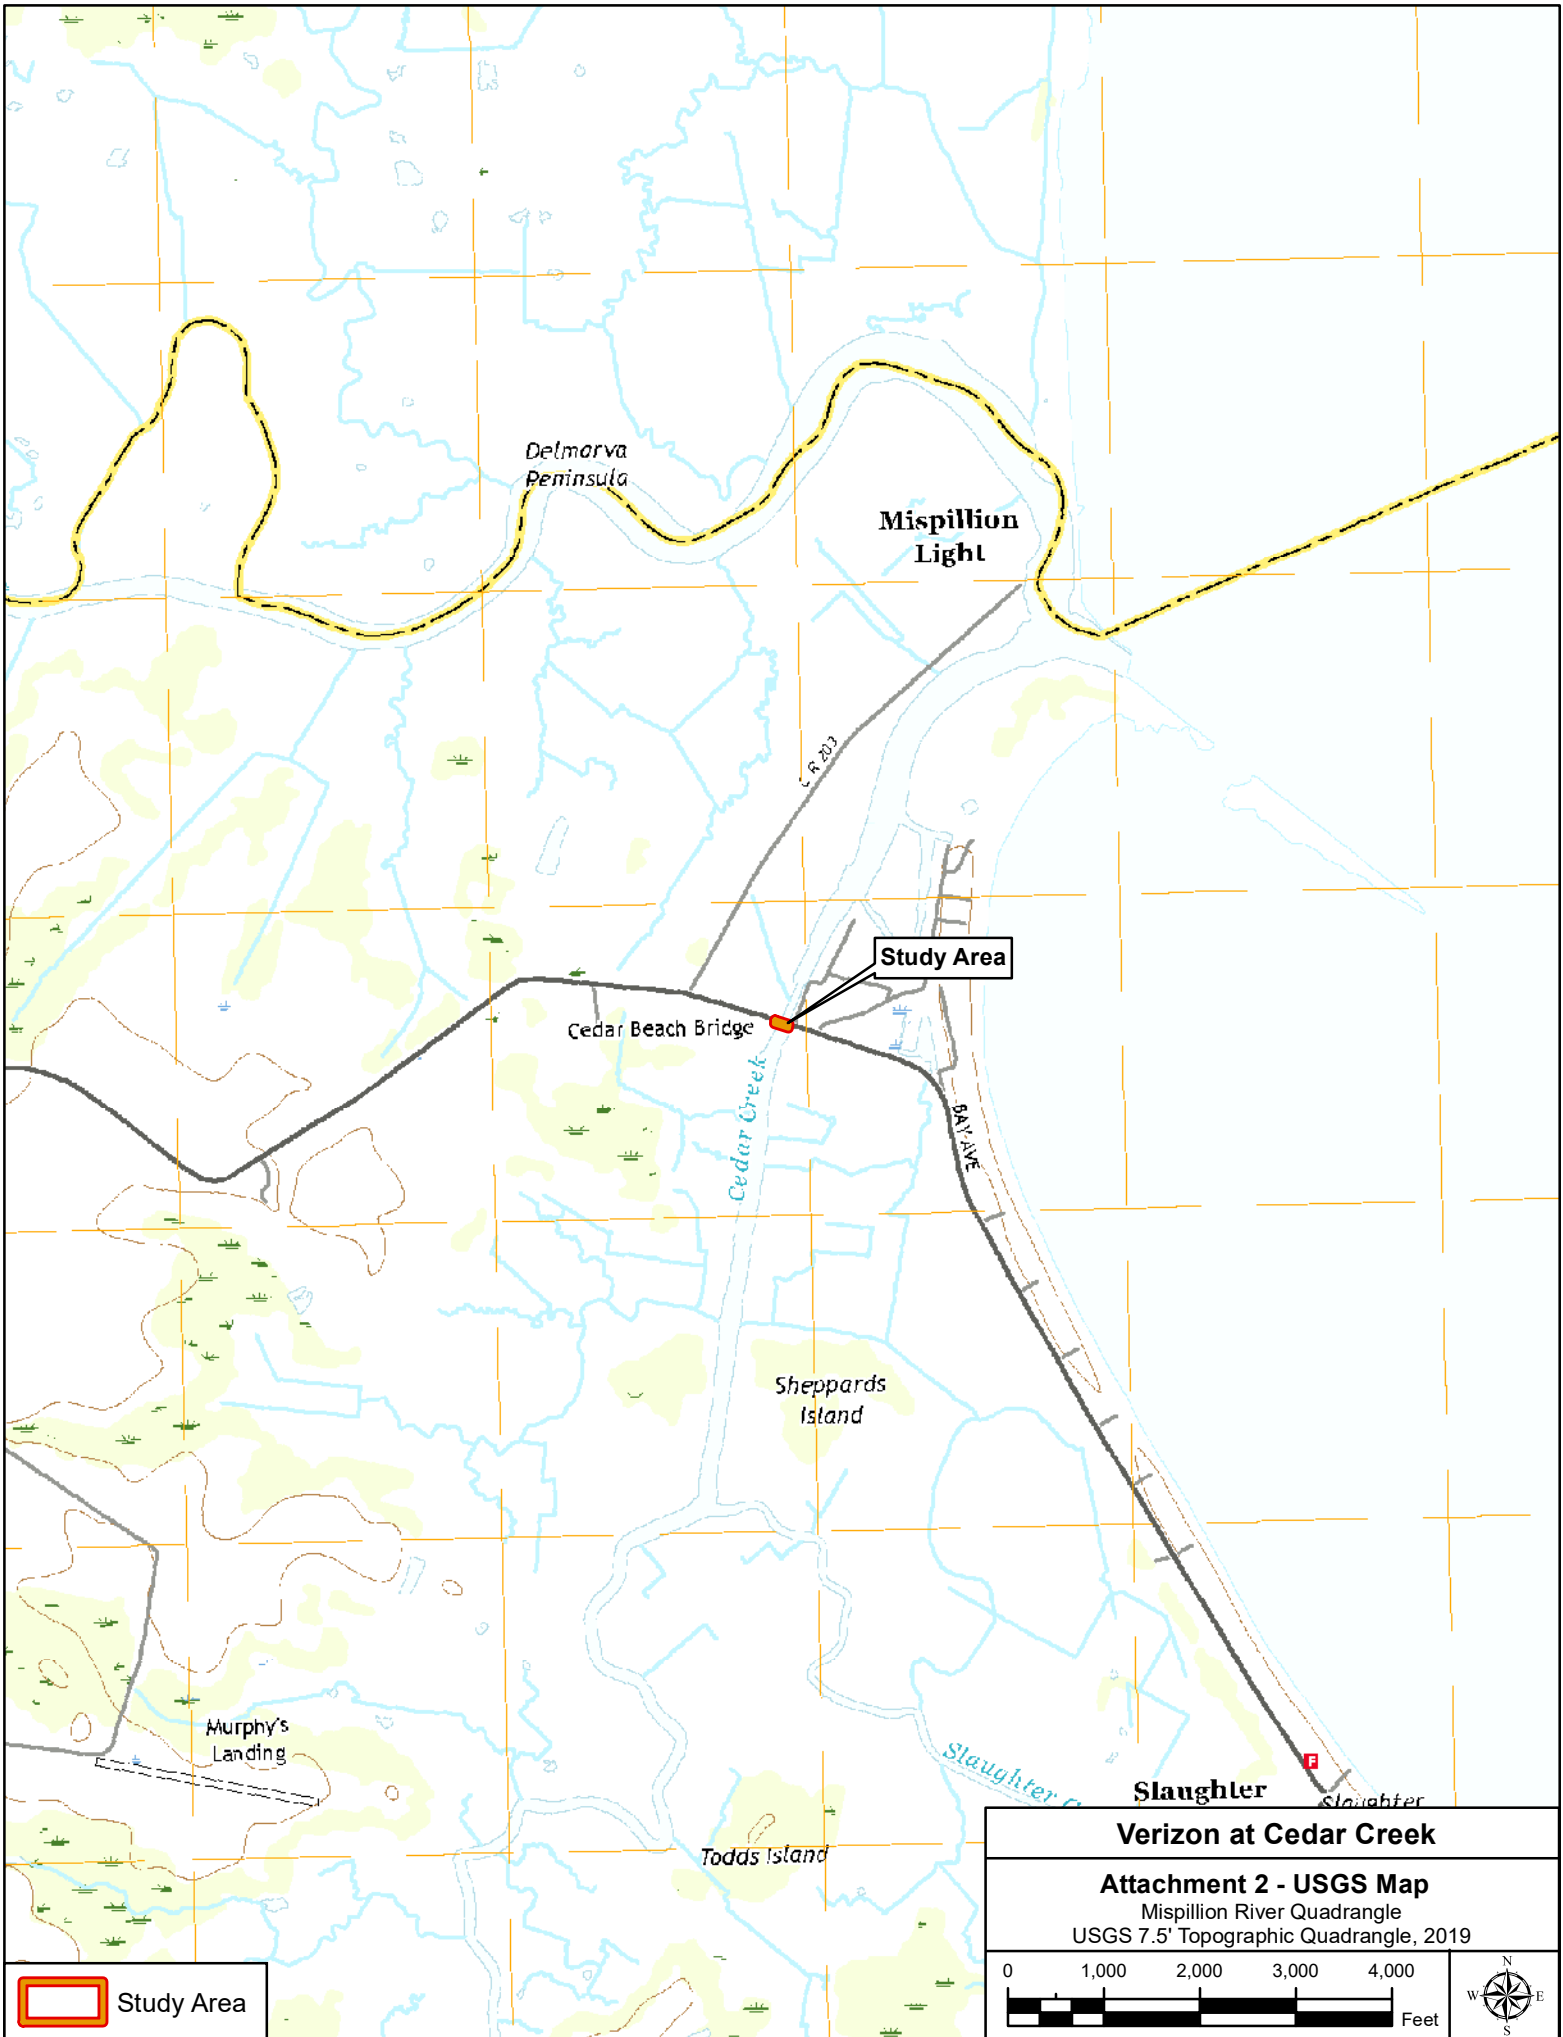 Delmarva
Peninsula
Mispillion
Light
C R 203
Study Area
Cedar Beach Bridge
Cedar Creek
BAY AVE
Sheppards
Island
Murphy's
Landing
Slaughter
F
Slaughter
Slaughter
Todds Island
Verizon at Cedar Creek
Attachment 2 - USGS Map
Mispillion River Quadrangle
USGS 7.5' Topographic Quadrangle, 2019
0 1,000 2,000 3,000 4,000
Feet
N
W E
S
Study Area